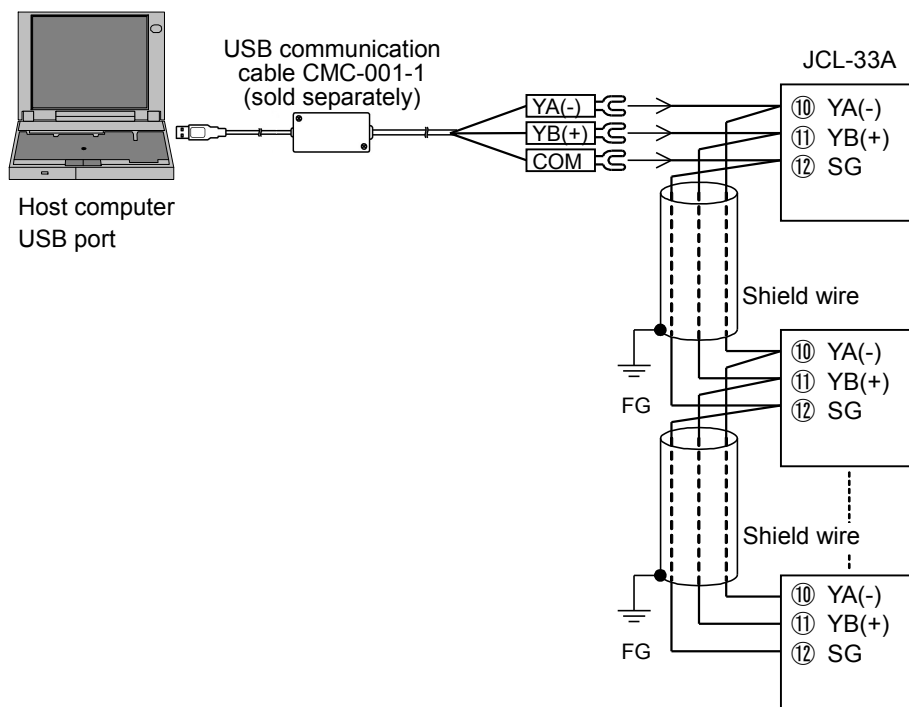 USB communication
cable CMC-001-1
(sold separately)
JCL-33A
YA(-)
YB(+)
COM
⑩ YA(-)
⑪ YB(+)
⑫ SG
Host computer
USB port
Shield wire
FG
⑩ YA(-)
⑪ YB(+)
⑫ SG
Shield wire
FG
⑩ YA(-)
⑪ YB(+)
⑫ SG